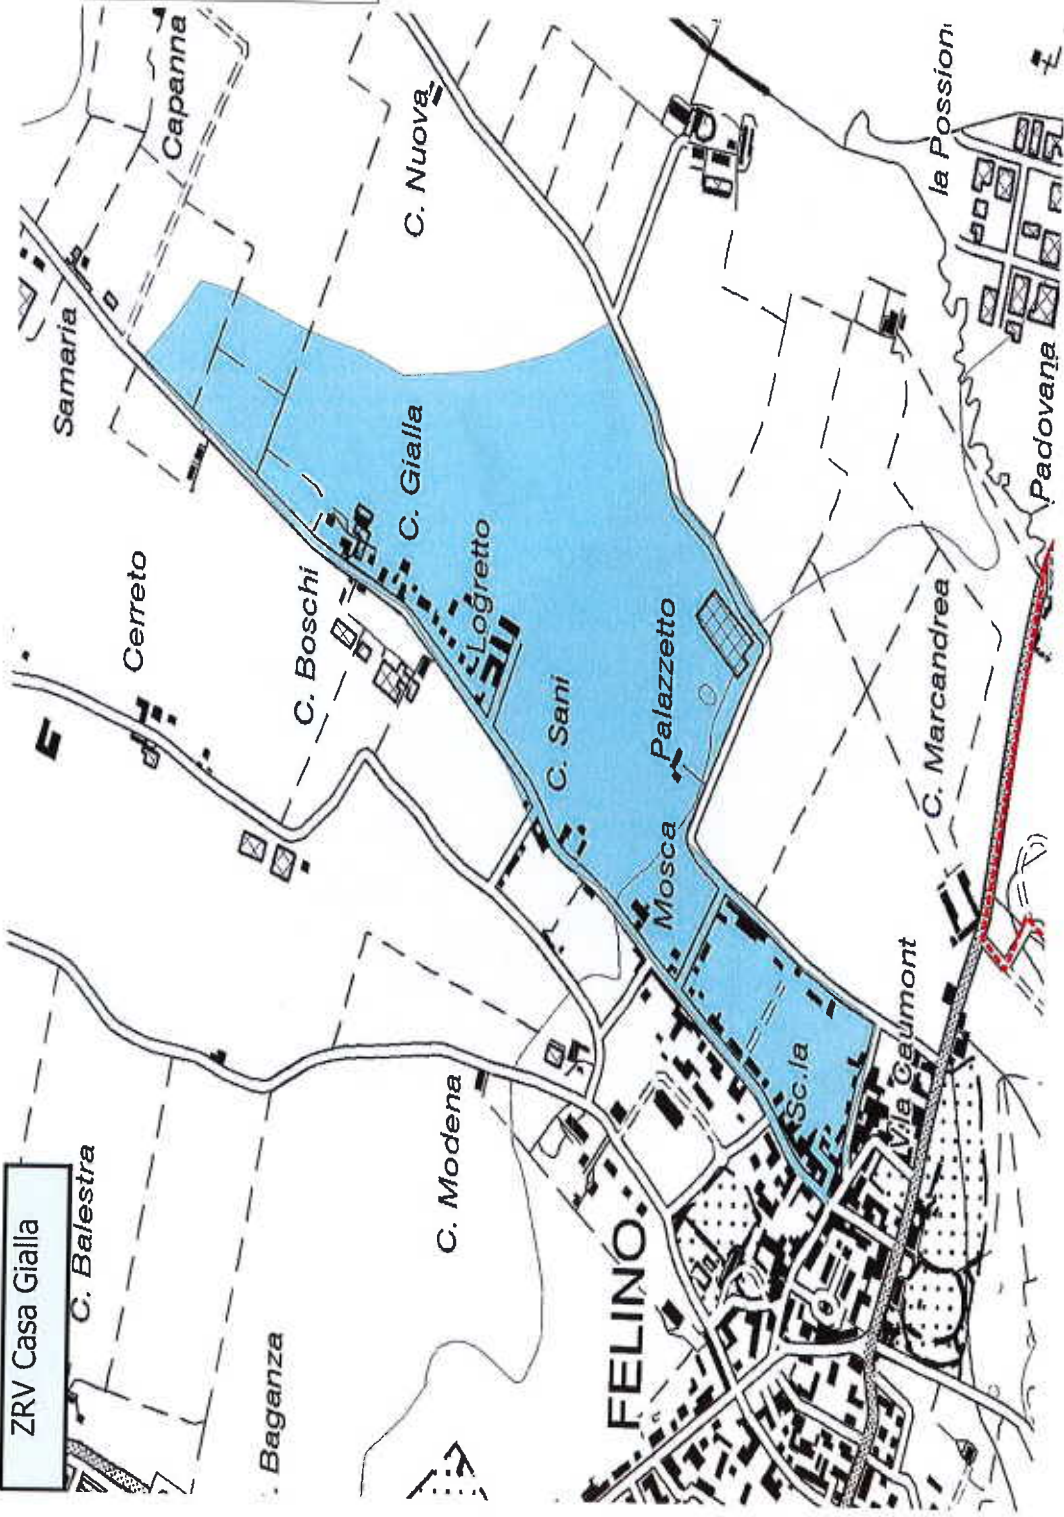 ZRV Casa Gialla
C. Balestra
Baganza
Cerreto
Samaria
Capanna
C. Boschi
C. Modena
C. Gialla
C. Nuova
Logretto
C. Sani
FELINO
Palazzetto
Mosca
Sc.la
V.la Caumont
C. Marcandrea
la Possion
Padovana